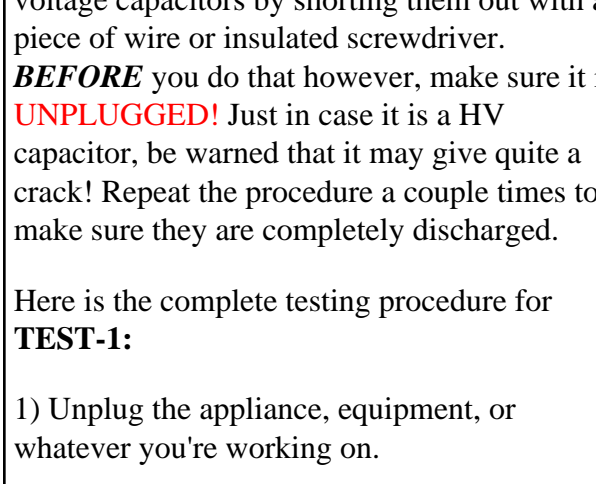 voltage capacitors by shorting them out with a
piece of wire or insulated screwdriver.
BEFORE you do that however, make sure it
UNPLUGGED! Just in case it is a HV
capacitor, be warned that it may give quite a
crack! Repeat the procedure a couple times to
make sure they are completely discharged.
Here is the complete testing procedure for
TEST-1:
1) Unplug the appliance, equipment, or
whatever you're working on.